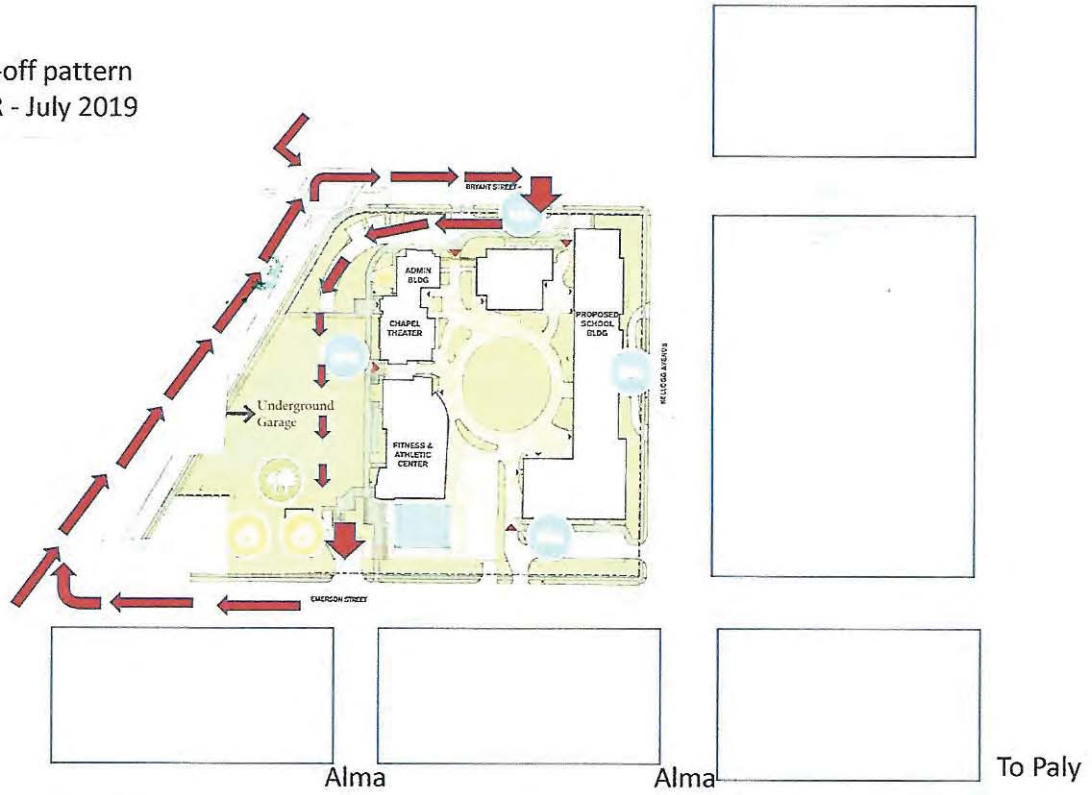 -off pattern
R - July 2019
BRYANT STREET
ADMIN
BLDG
CHAPEL
THEATER
PROPOSED
SCHOOL
BLDG
KELLOGG AVENUE
Underground
Garage
FITNESS &
ATHLETIC
CENTER
EMERSON STREET
Alma
Alma
To Paly